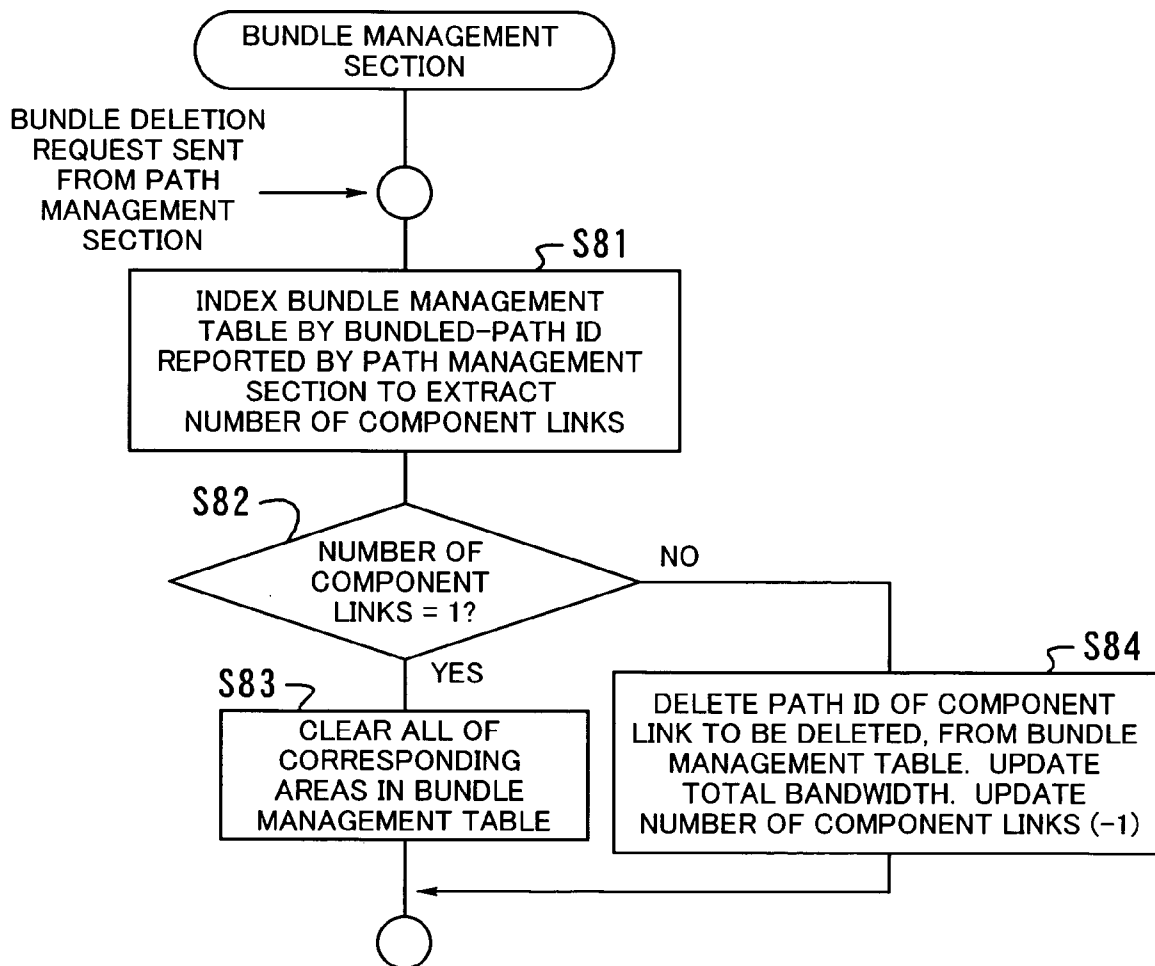 BUNDLE MANAGEMENT
SECTION
BUNDLE DELETION
REQUEST SENT
FROM PATH
MANAGEMENT
SECTION
S81
INDEX BUNDLE MANAGEMENT
TABLE BY BUNDLED-PATH ID
REPORTED BY PATH MANAGEMENT
SECTION TO EXTRACT
NUMBER OF COMPONENT LINKS
S82
NUMBER OF
COMPONENT
LINKS = 1?
NO
YES
S83
CLEAR ALL OF
CORRESPONDING
AREAS IN BUNDLE
MANAGEMENT TABLE
S84
DELETE PATH ID OF COMPONENT
LINK TO BE DELETED, FROM BUNDLE
MANAGEMENT TABLE. UPDATE
TOTAL BANDWIDTH. UPDATE
NUMBER OF COMPONENT LINKS (-1)